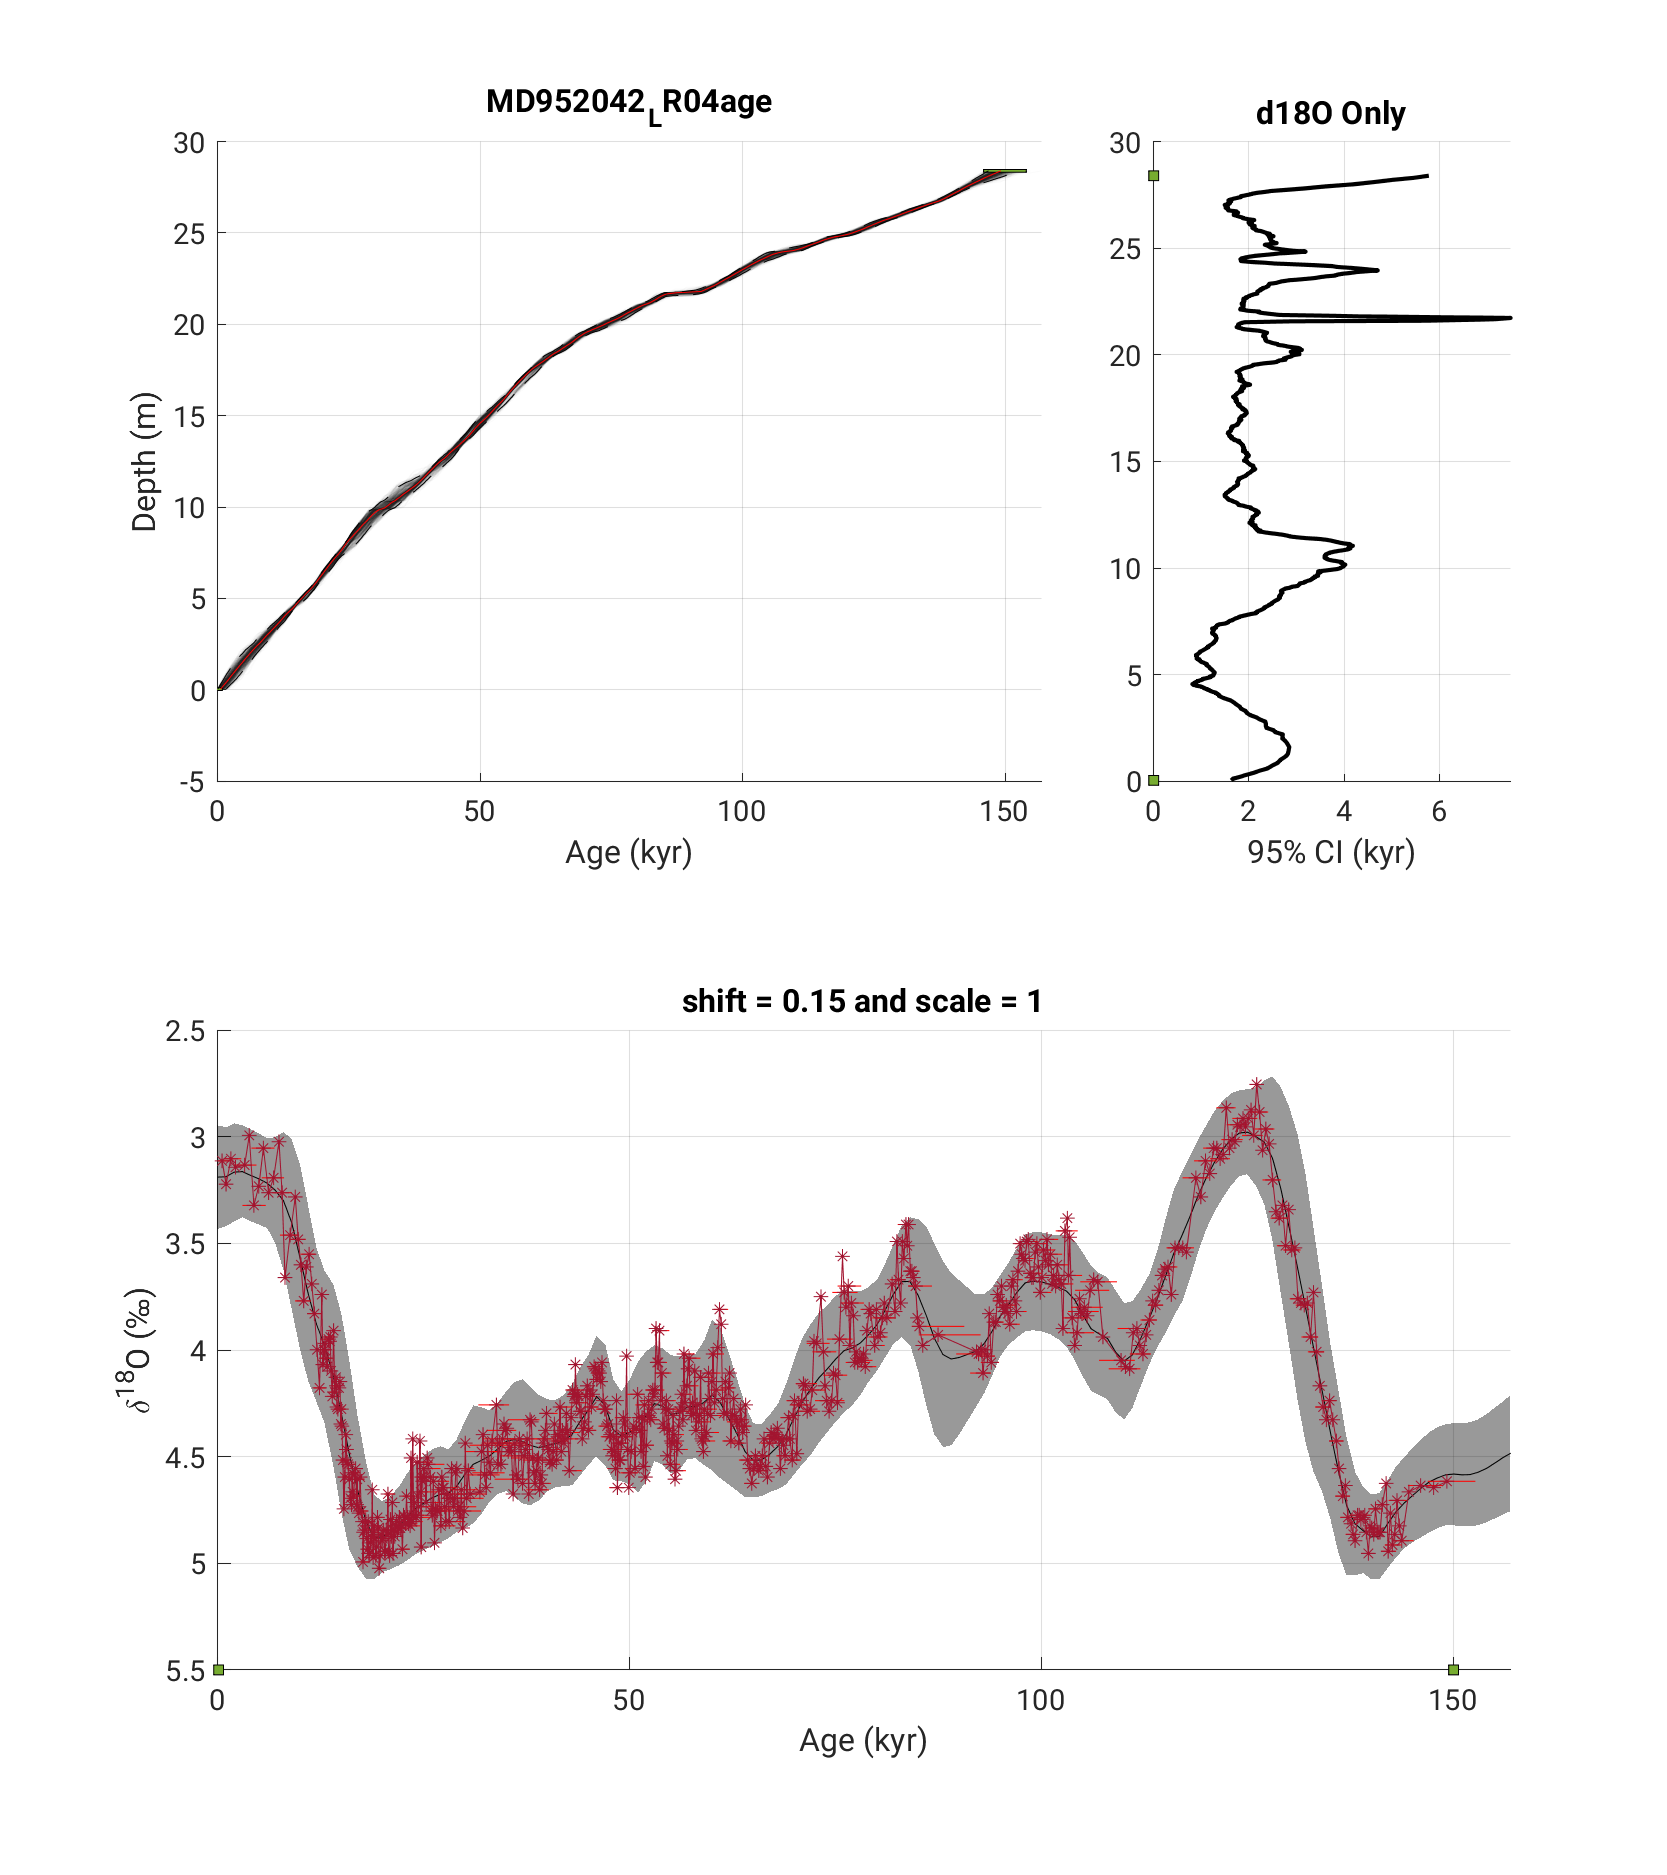 MD952042_LR04age
30
25
20
15
10
5
0
-5
Depth (m)
0 50 100 150
Age (kyr)
d18O Only
30
25
20
15
10
5
0
0 2 4 6
95% CI (kyr)
shift = 0.15 and scale = 1
2.5
3
3.5
4
4.5
5
5.5
δ18O (‰)
0 50 100 150
Age (kyr)